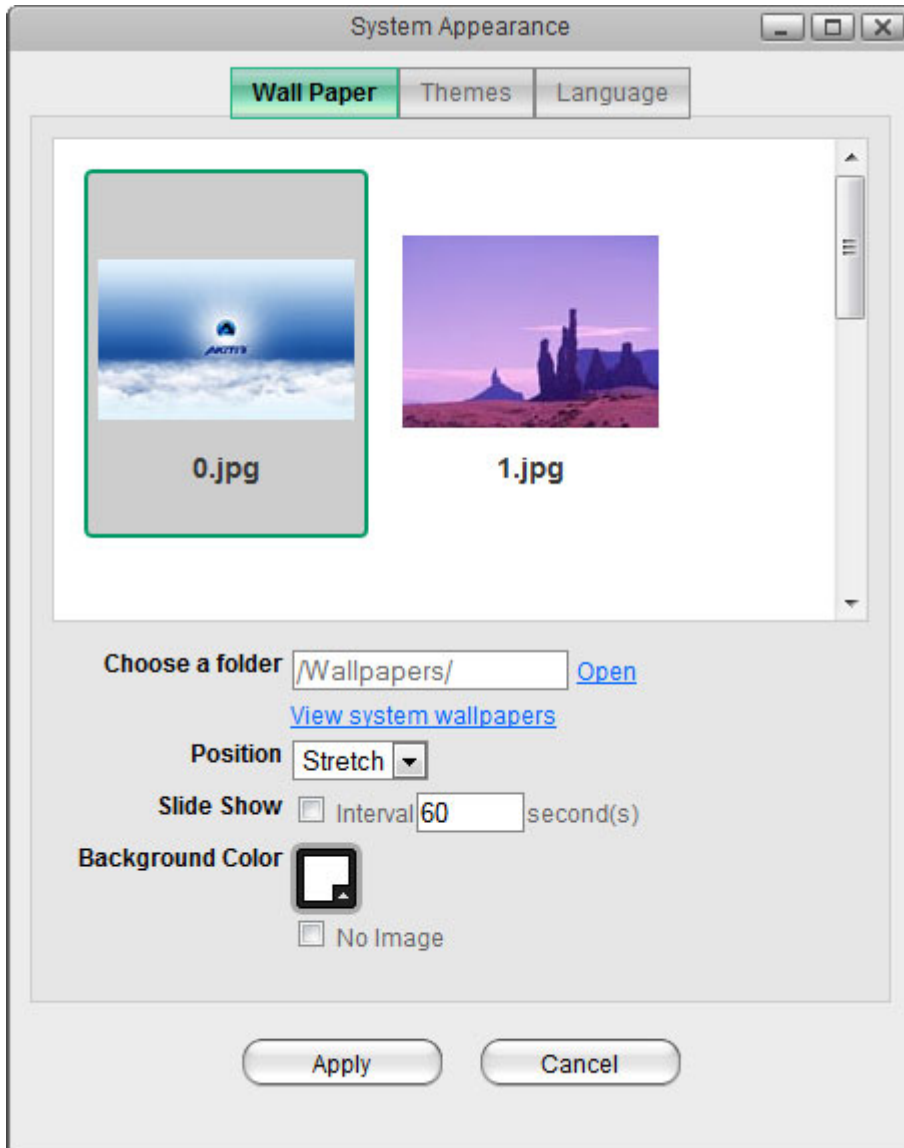 System Appearance
Wall Paper Themes Language
AKiTiO
0.jpg 1.jpg
Choose a folder /Wallpapers/ Open
View system wallpapers
Position Stretch
Slide Show Interval 60 second(s)
Background Color
No Image
Apply Cancel